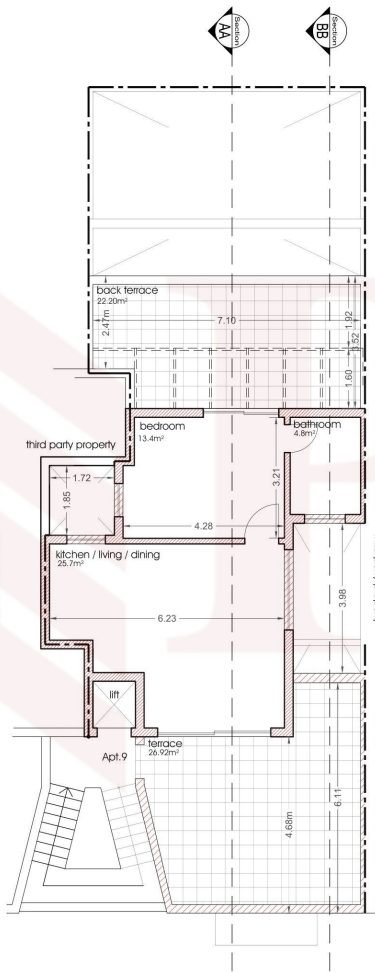 Section
AA
Section
BB
back terrace
22.20m²
2.47m
7.10
1.92
3.52
1.60
bedroom
13.4m²
bathroom
4.8m²
third party property
1.72
1.85
3.21
4.28
kitchen / living / dining
25.7m²
6.23
3.98
lift
Apt.9
terrace
26.92m²
4.68m
6.11